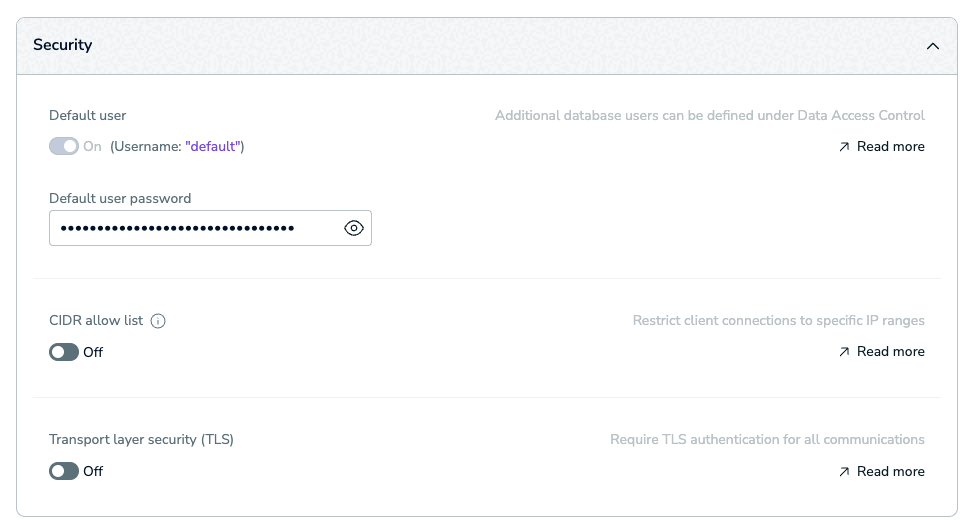 Security
Default user
Additional database users can be defined under Data Access Control
On (Username: "default")
Read more
Default user password
••••••••••••••••••••••••••••••••
CIDR allow list
Restrict client connections to specific IP ranges
Off
Read more
Transport layer security (TLS)
Require TLS authentication for all communications
Off
Read more